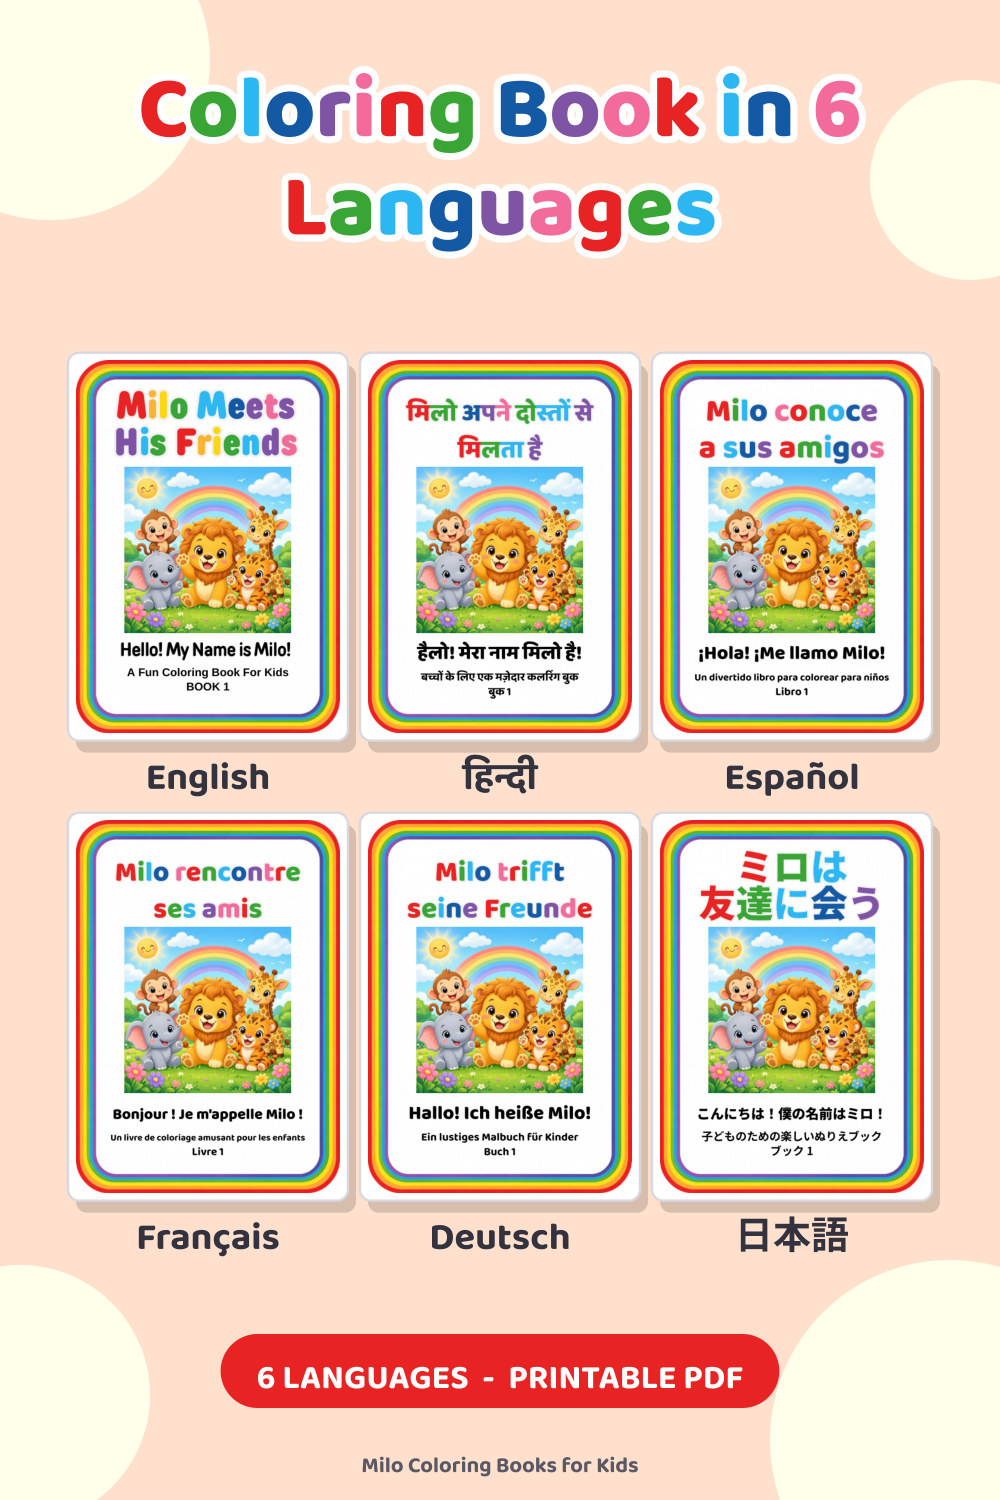 Coloring Book in 6
Languages
Milo Meets
His Friends
Hello! My Name is Milo!
A Fun Coloring Book For Kids
BOOK 1
English
मिलो अपने दोस्तों से
मिलता है
हैलो! मेरा नाम मिलो है!
बच्चों के लिए एक मज़ेदार कलरिंग बुक
बुक 1
हिन्दी
Milo conoce
a sus amigos
¡Hola! ¡Me llamo Milo!
Un divertido libro para colorear para niños
Libro 1
Español
Milo rencontre
ses amis
Bonjour ! Je m'appelle Milo !
Un livre de coloriage amusant pour les enfants
Livre 1
Français
Milo trifft
seine Freunde
Hallo! Ich heiße Milo!
Ein lustiges Malbuch für Kinder
Buch 1
Deutsch
ミロは
友達に会う
こんにちは！僕の名前はミロ！
子どものための楽しいぬりえブック
ブック 1
日本語
6 LANGUAGES - PRINTABLE PDF
Milo Coloring Books for Kids